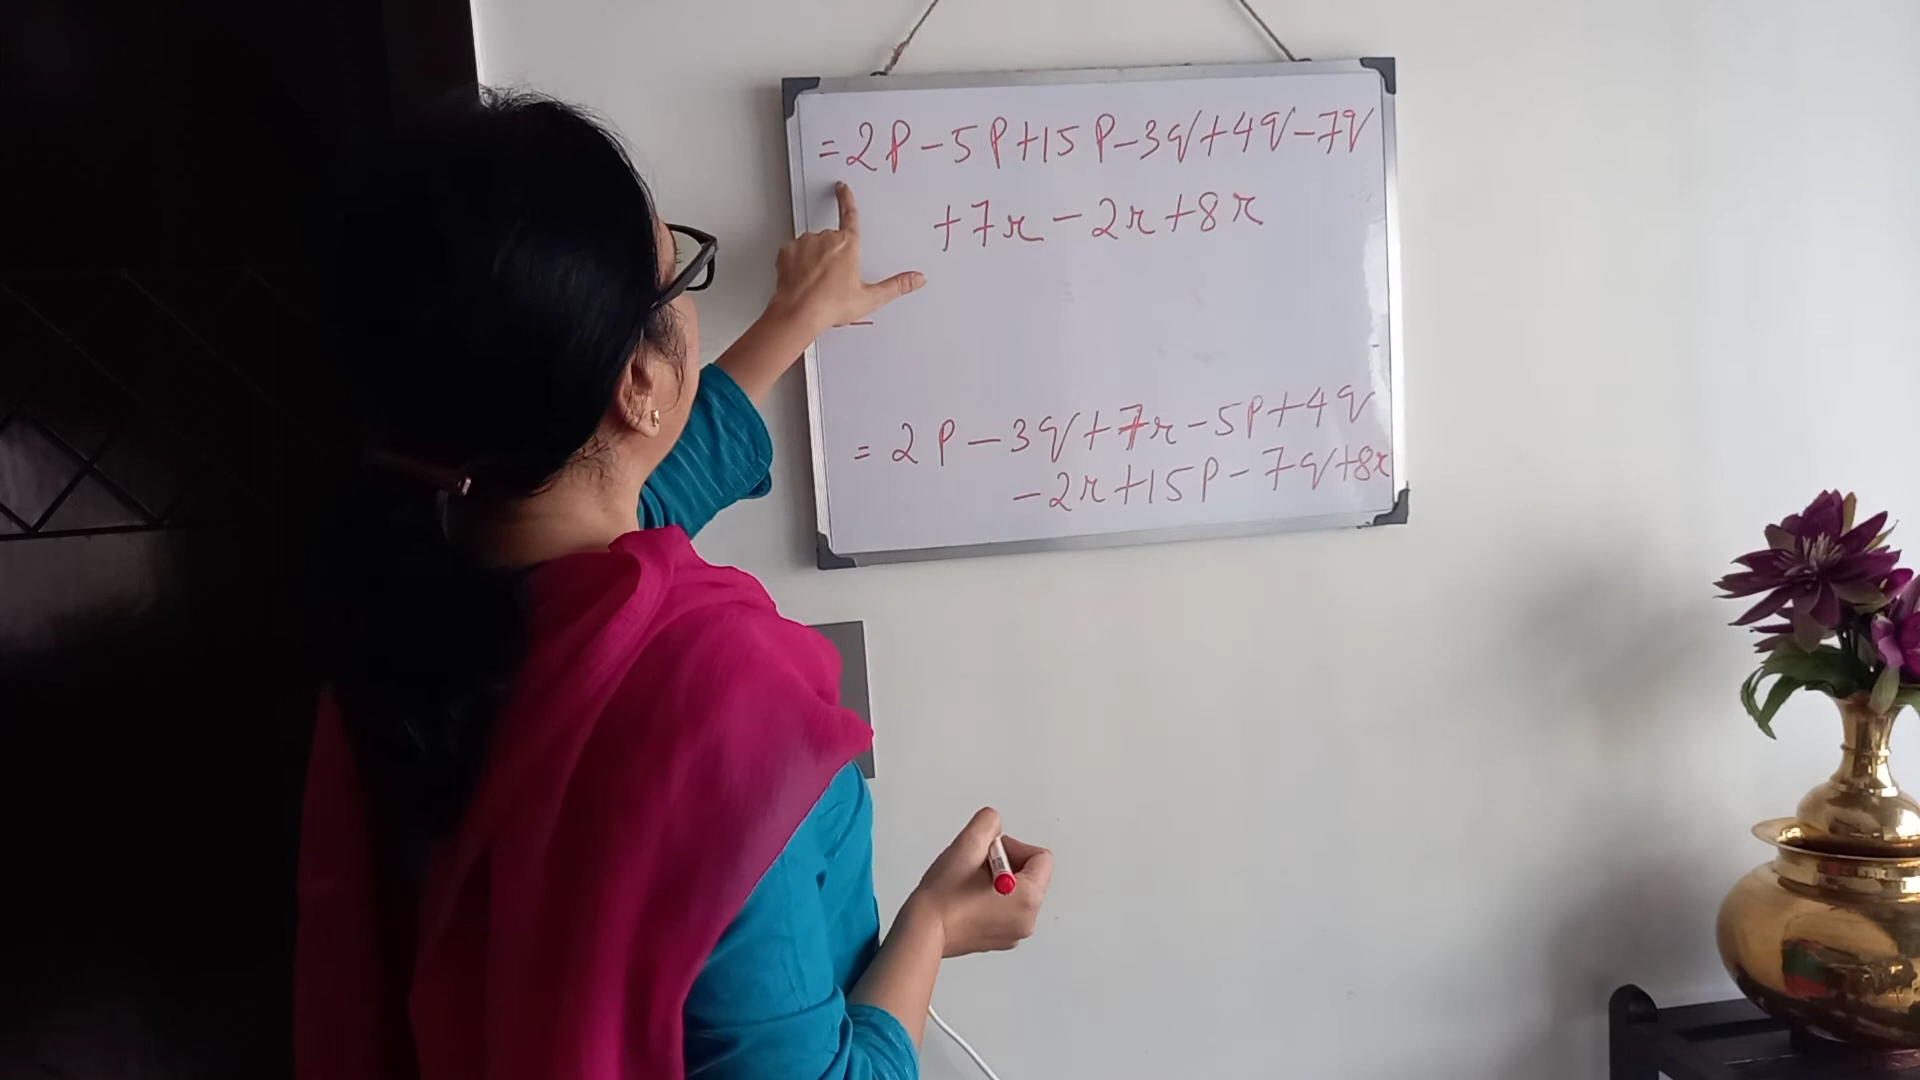 =2p-5p+15p-3q+4q-7q
+7r-2r+8r
-
= 2p-3q+7r-5p+4q
-2r+15p-7q+8r